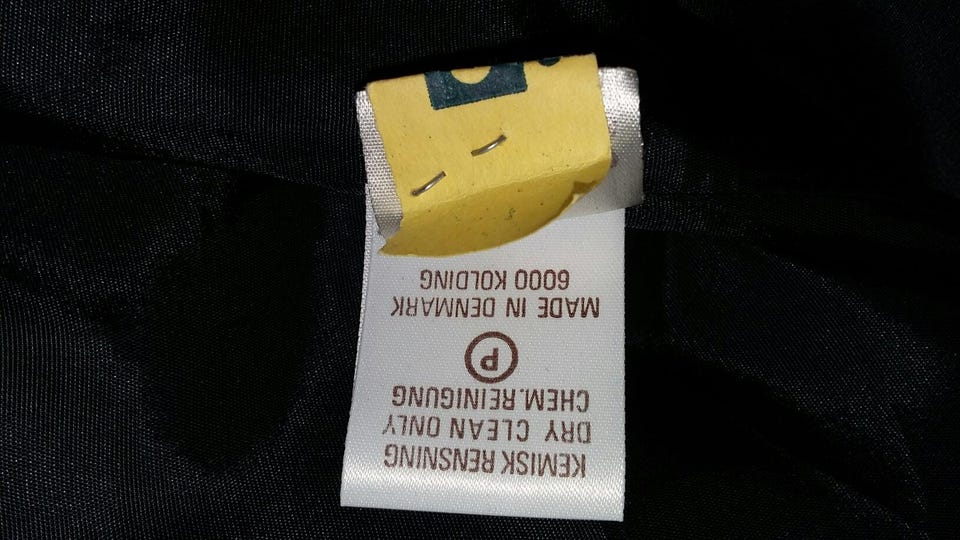 KEMISK RENSNING
DRY CLEAN ONLY
CHEM.REINIGUNG
P
MADE IN DENMARK
6000 KOLDING